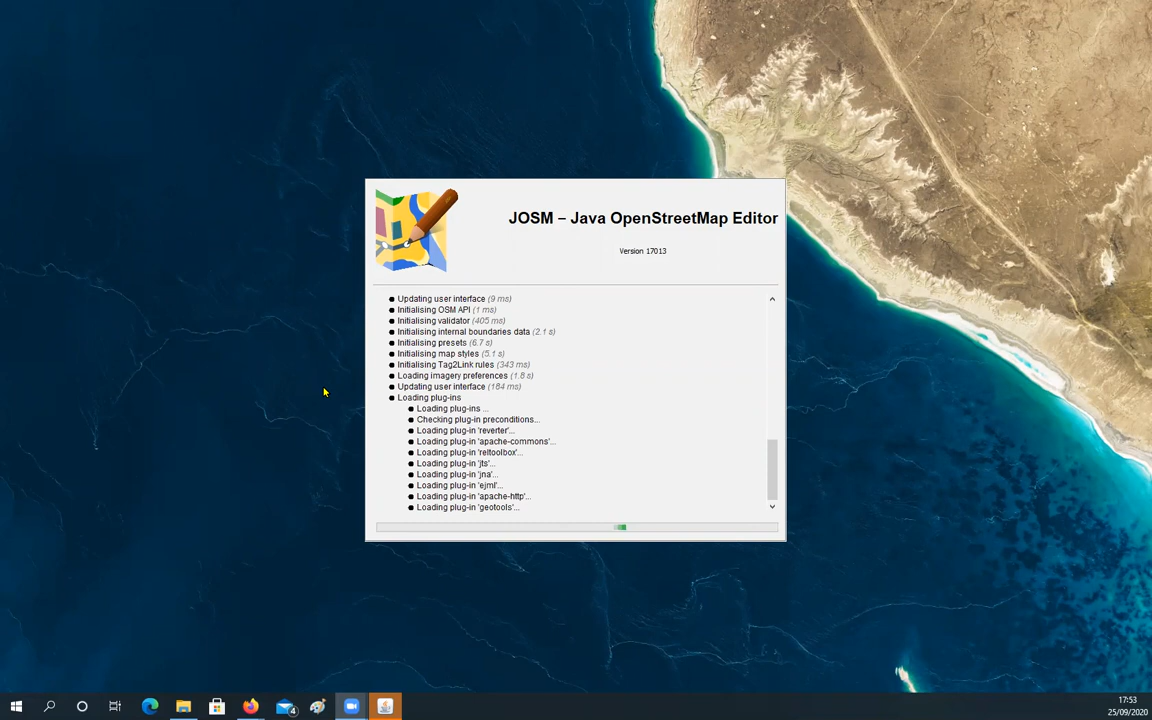 JOSM – Java OpenStreetMap Editor
Version 17013
Updating user interface (9 ms)
Initialising OSM API (1 ms)
Initialising validator (405 ms)
Initialising internal boundaries data (2.1 s)
Initialising presets (6.7 s)
Initialising map styles (5.1 s)
Initialising Tag2Link rules (343 ms)
Loading imagery preferences (1.8 s)
Updating user interface (184 ms)
Loading plug-ins
Loading plug-ins ...
Checking plug-in preconditions...
Loading plug-in 'reverter'...
Loading plug-in 'apache-commons'...
Loading plug-in 'reltoolbox'...
Loading plug-in 'jts'...
Loading plug-in 'jna'...
Loading plug-in 'ejml'...
Loading plug-in 'apache-http'...
Loading plug-in 'geotools'...
4
17:53
25/09/2020